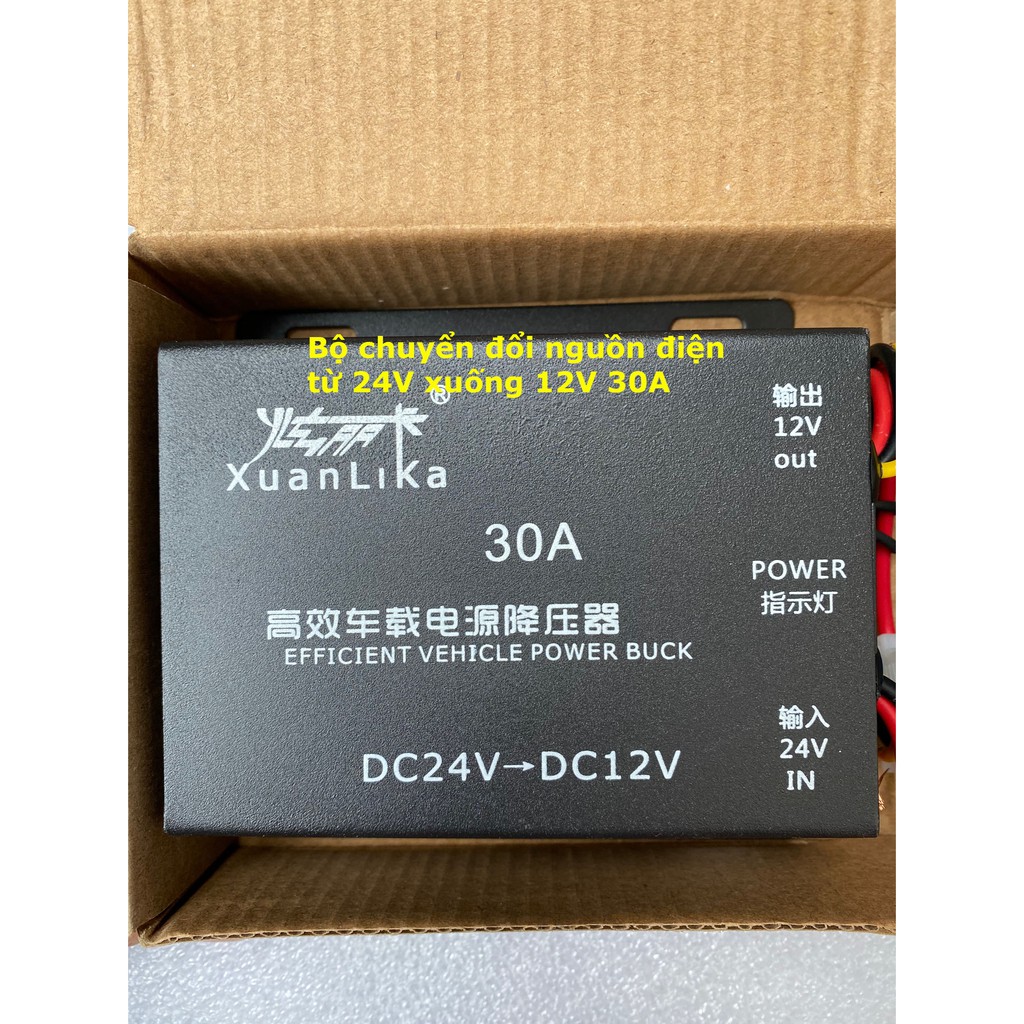 Bộ chuyển đổi nguồn điện
từ 24V xuống 12V 30A
®
XuanLiKa
30A
高效车载电源降压器
EFFICIENT VEHICLE POWER BUCK
DC24V→DC12V
输出
12V
out
POWER
指示灯
输入
24V
IN